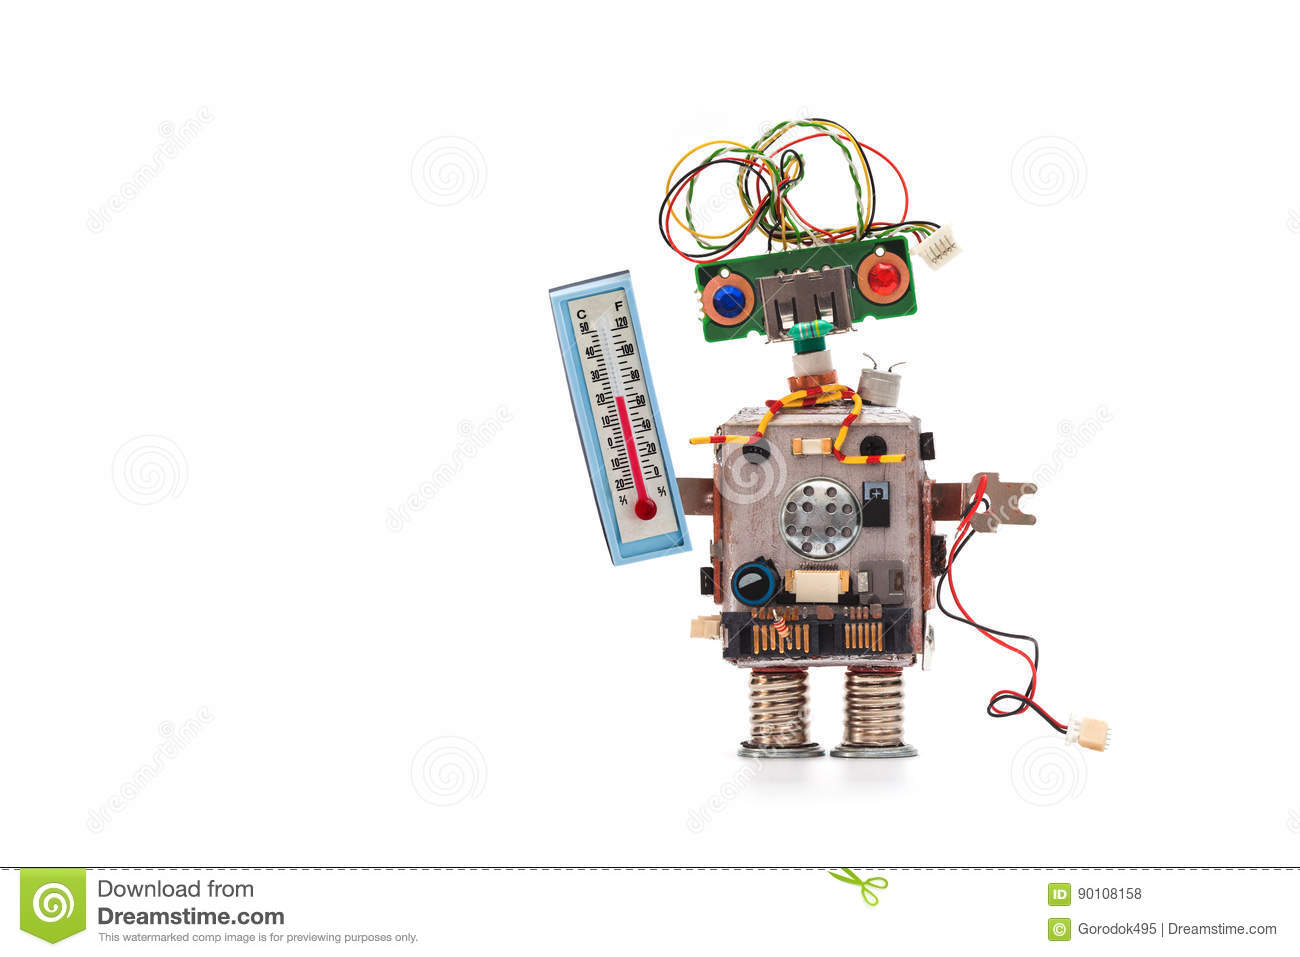 C F
50 120
40 100
30 80
20 60
10 40
0 20
10 0
20
dreamstime
Download from
Dreamstime.com
This watermarked comp image is for previewing purposes only.
ID 90108158
© Gorodok495 | Dreamstime.com